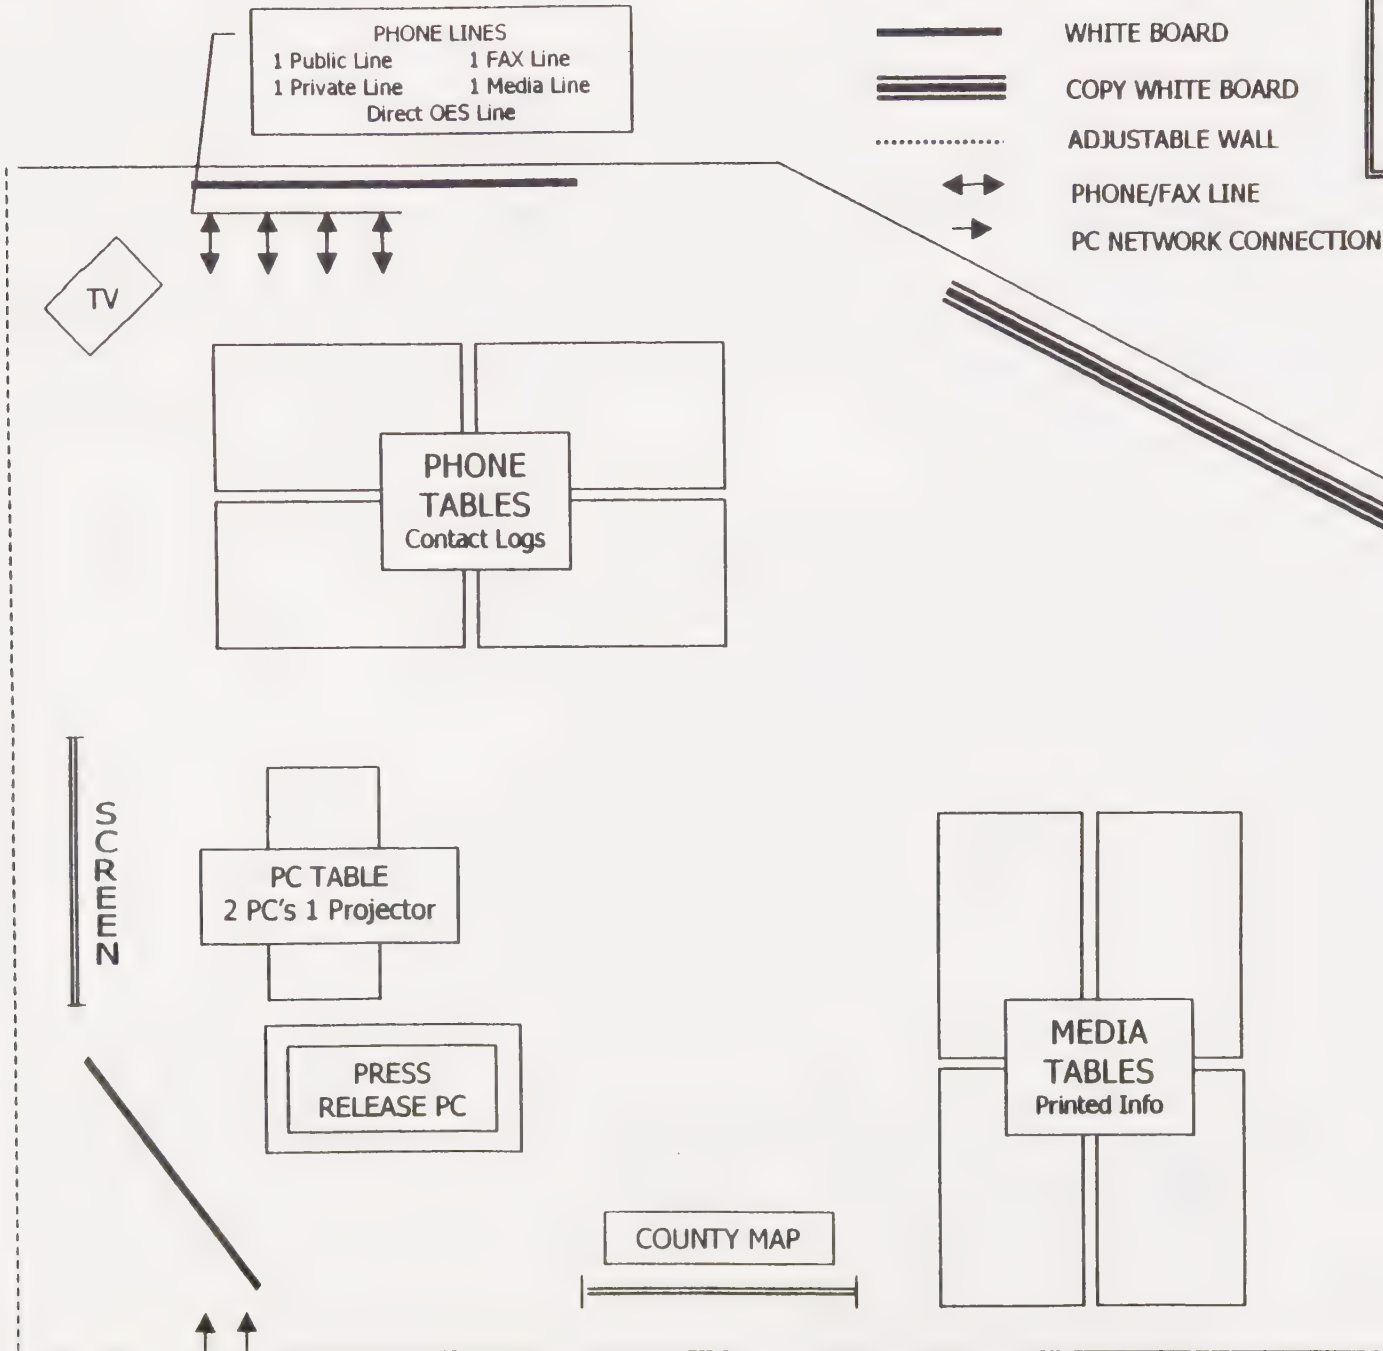 PHONE LINES
1 Public Line 1 FAX Line
1 Private Line 1 Media Line
Direct OES Line
WHITE BOARD
COPY WHITE BOARD
ADJUSTABLE WALL
PHONE/FAX LINE
PC NETWORK CONNECTION
TV
PHONE
TABLES
Contact Logs
SCREEN
PC TABLE
2 PC's 1 Projector
PRESS
RELEASE PC
MEDIA
TABLES
Printed Info
COUNTY MAP